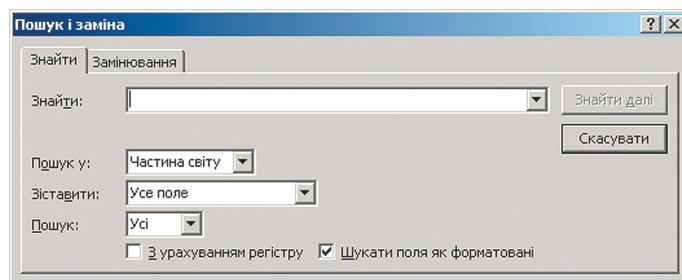 Пошук і заміна
Знайти Замінювання
Знайти: Знайти далі
Скасувати
Пошук у: Частина світу
Зіставити: Усе поле
Пошук: Усі
З урахуванням регістру Шукати поля як форматовані